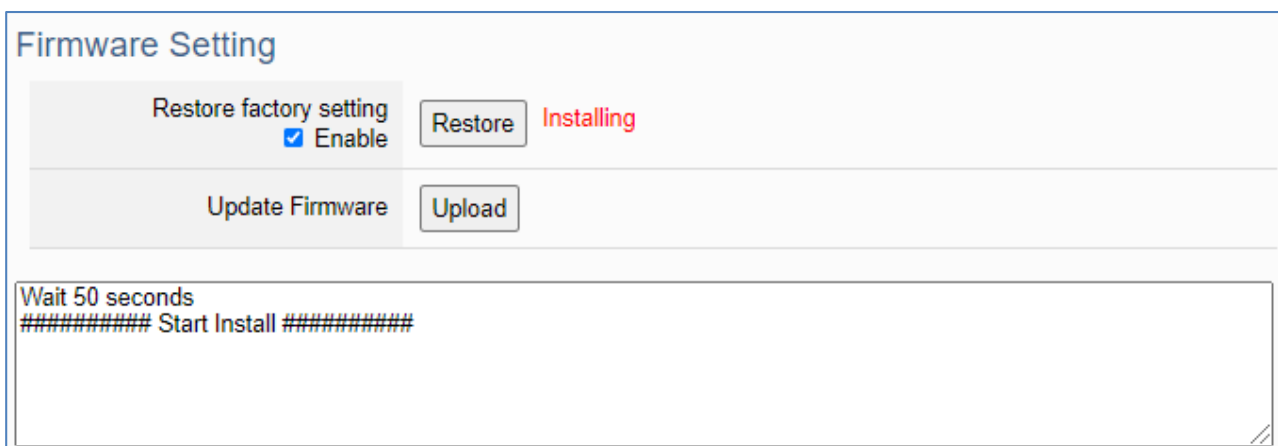 Firmware Setting
Restore factory setting
Enable
Restore
Installing
Update Firmware
Upload
Wait 50 seconds
########## Start Install ##########